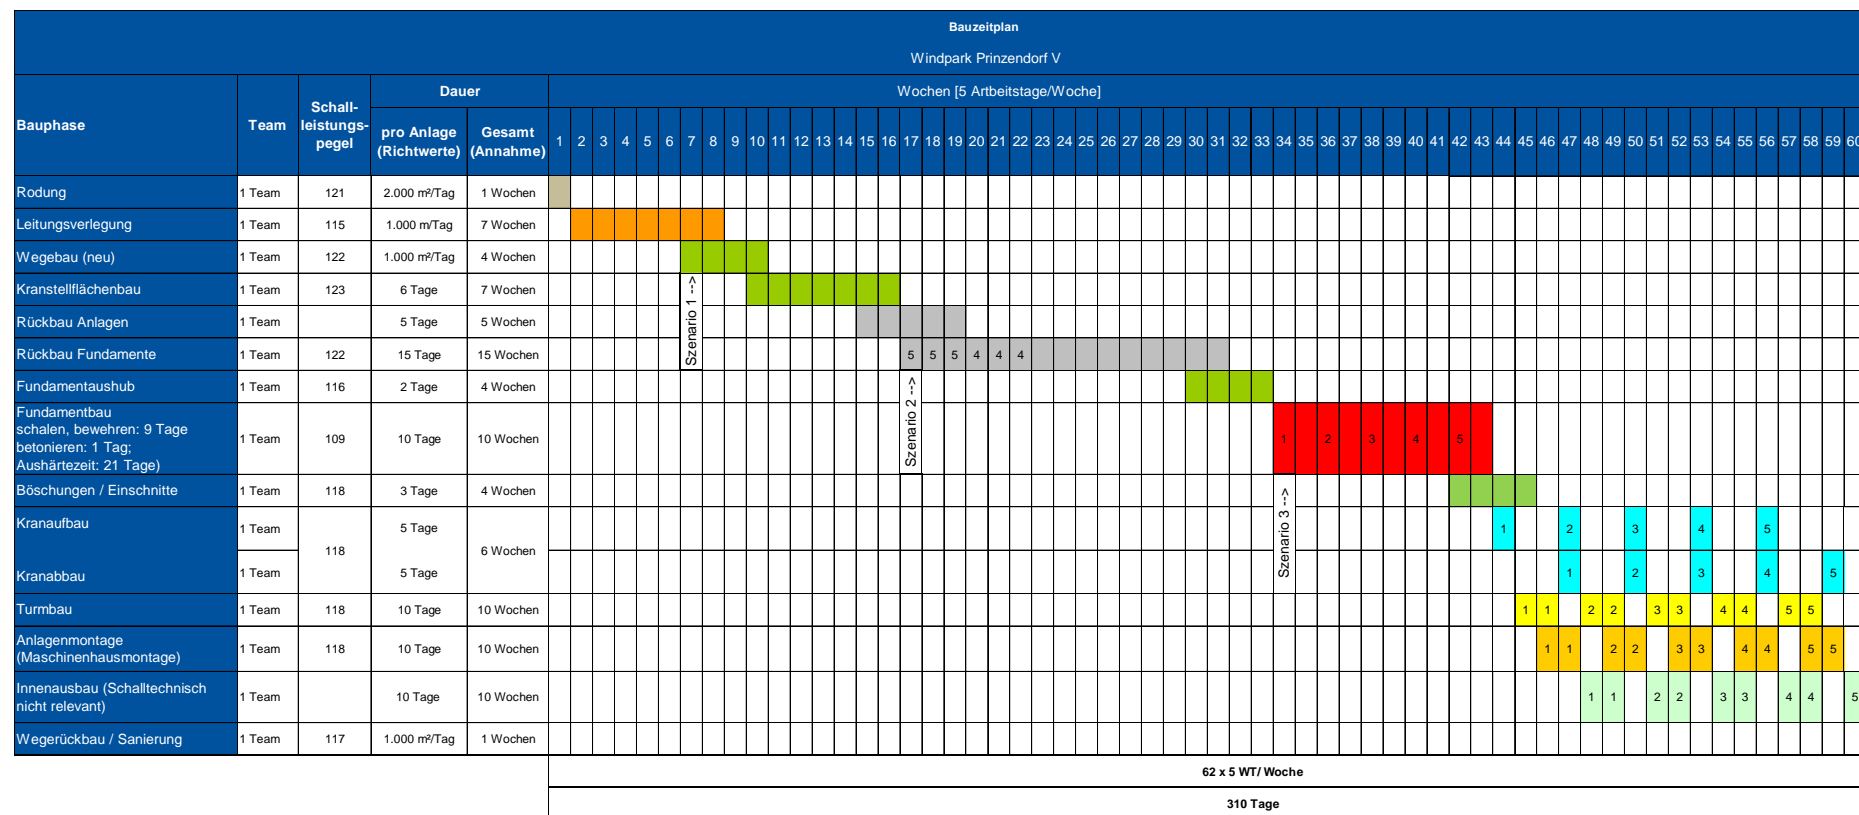 Bauzeitplan
Windpark Prinzendorf V
Bauphase
Team
Schall-
leistungs-
pegel
Dauer
pro Anlage
(Richtwerte)
Gesamt
(Annahme)
Wochen [5 Artbeitstage/Woche]
1 2 3 4 5 6 7 8 9 10 11 12 13 14 15 16 17 18 19 20 21 22 23 24 25 26 27 28 29 30 31 32 33 34 35 36 37 38 39 40 41 42 43 44 45 46 47 48 49 50 51 52 53 54 55 56 57 58 59 60
Rodung 1 Team 121 2.000 m²/Tag 1 Wochen
Leitungsverlegung 1 Team 115 1.000 m/Tag 7 Wochen
Wegebau (neu) 1 Team 122 1.000 m²/Tag 4 Wochen
Kranstellflächenbau 1 Team 123 6 Tage 7 Wochen
Szenario 1 -->
Rückbau Anlagen 1 Team 5 Tage 5 Wochen
Rückbau Fundamente 1 Team 122 15 Tage 15 Wochen 5 5 5 4 4 4
Fundamentaushub 1 Team 116 2 Tage 4 Wochen
Szenario 2 -->
Fundamentbau
schalen, bewehren: 9 Tage
betonieren: 1 Tag;
Aushärtezeit: 21 Tage)
1 Team 109 10 Tage 10 Wochen 1 2 3 4 5
Böschungen / Einschnitte 1 Team 118 3 Tage 4 Wochen
Szenario 3 -->
Kranaufbau 1 Team 118 5 Tage 6 Wochen 1 2 3 4 5
Kranabbau 1 Team 5 Tage 1 2 3 4 5
Turmbau 1 Team 118 10 Tage 10 Wochen 1 1 2 2 3 3 4 4 5 5
Anlagenmontage
(Maschinenhausmontage)
1 Team 118 10 Tage 10 Wochen 1 1 2 2 3 3 4 4 5 5
Innenausbau (Schalltechnisch
nicht relevant)
1 Team 10 Tage 10 Wochen 1 1 2 2 3 3 4 4 5
Wegerückbau / Sanierung 1 Team 117 1.000 m²/Tag 1 Wochen
62 x 5 WT/ Woche
310 Tage